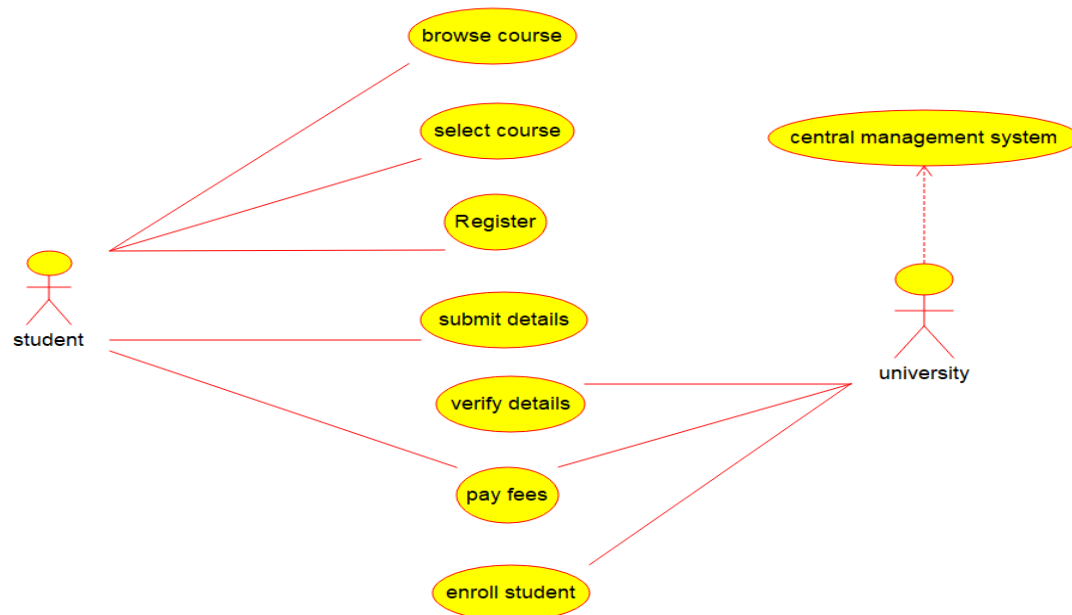 browse course
select course
central management system
Register
student
submit details
university
verify details
pay fees
enroll student